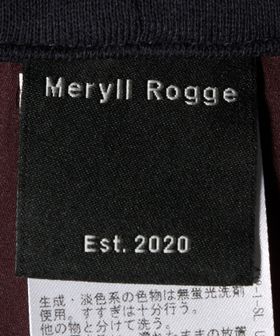 Meryll Rogge
Est. 2020
生成・淡色系の色物は無蛍光洗剤
使用。すすぎは十分行う。
他の物と分けて洗う。